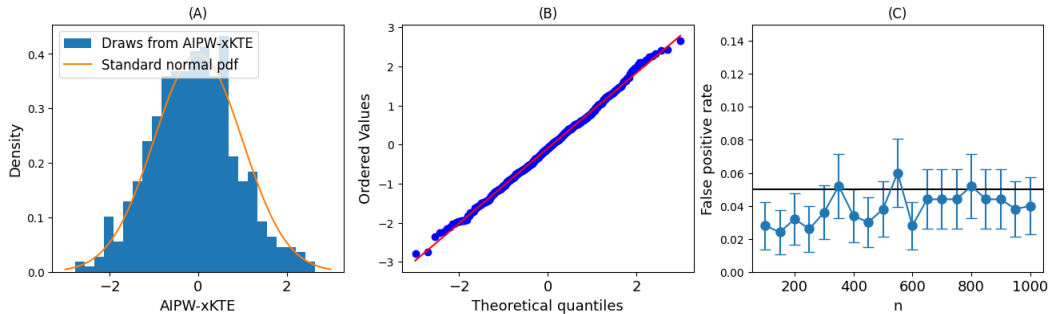 (A)
Draws from AIPW-xKTE
Standard normal pdf
Density
0.4
0.3
0.2
0.1
0.0
−2
0
2
AIPW-xKTE
(B)
Ordered Values
3
2
1
0
−1
−2
−3
−2
0
2
Theoretical quantiles
(C)
False positive rate
0.14
0.12
0.10
0.08
0.06
0.04
0.02
0.00
200
400
600
800
1000
n